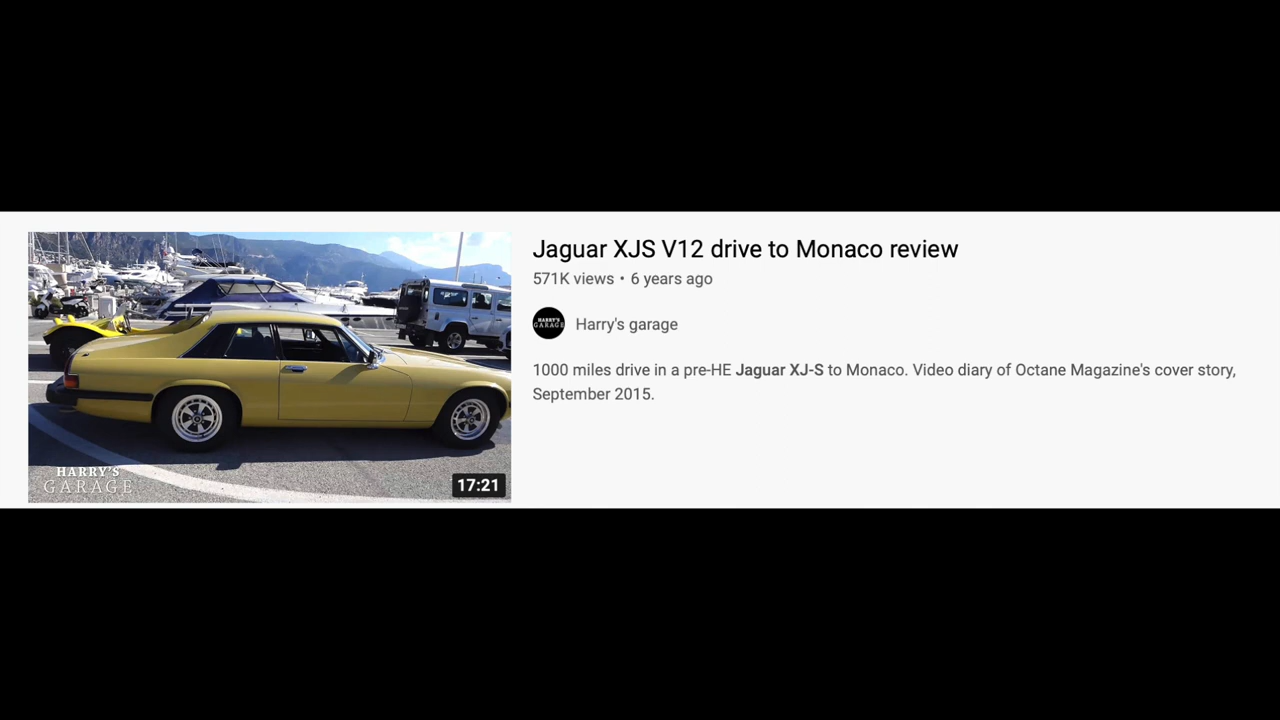 Jaguar XJS V12 drive to Monaco review
571K views • 6 years ago
HARRY'S
GARAGE
Harry's garage
1000 miles drive in a pre-HE Jaguar XJ-S to Monaco. Video diary of Octane Magazine's cover story,
September 2015.
HARRY'S
GARAGE
17:21